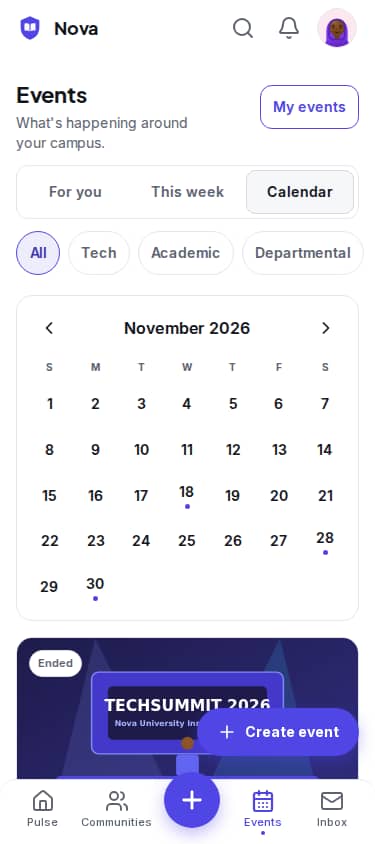 Nova
Events
What's happening around
your campus.
My events
For you This week Calendar
All Tech Academic Departmental
November 2026
S M T W T F S
1 2 3 4 5 6 7
8 9 10 11 12 13 14
15 16 17 18 19 20 21
22 23 24 25 26 27 28
29 30
Ended
TECHSUMMIT 2026
Nova University
Create event
Pulse Communities Events Inbox